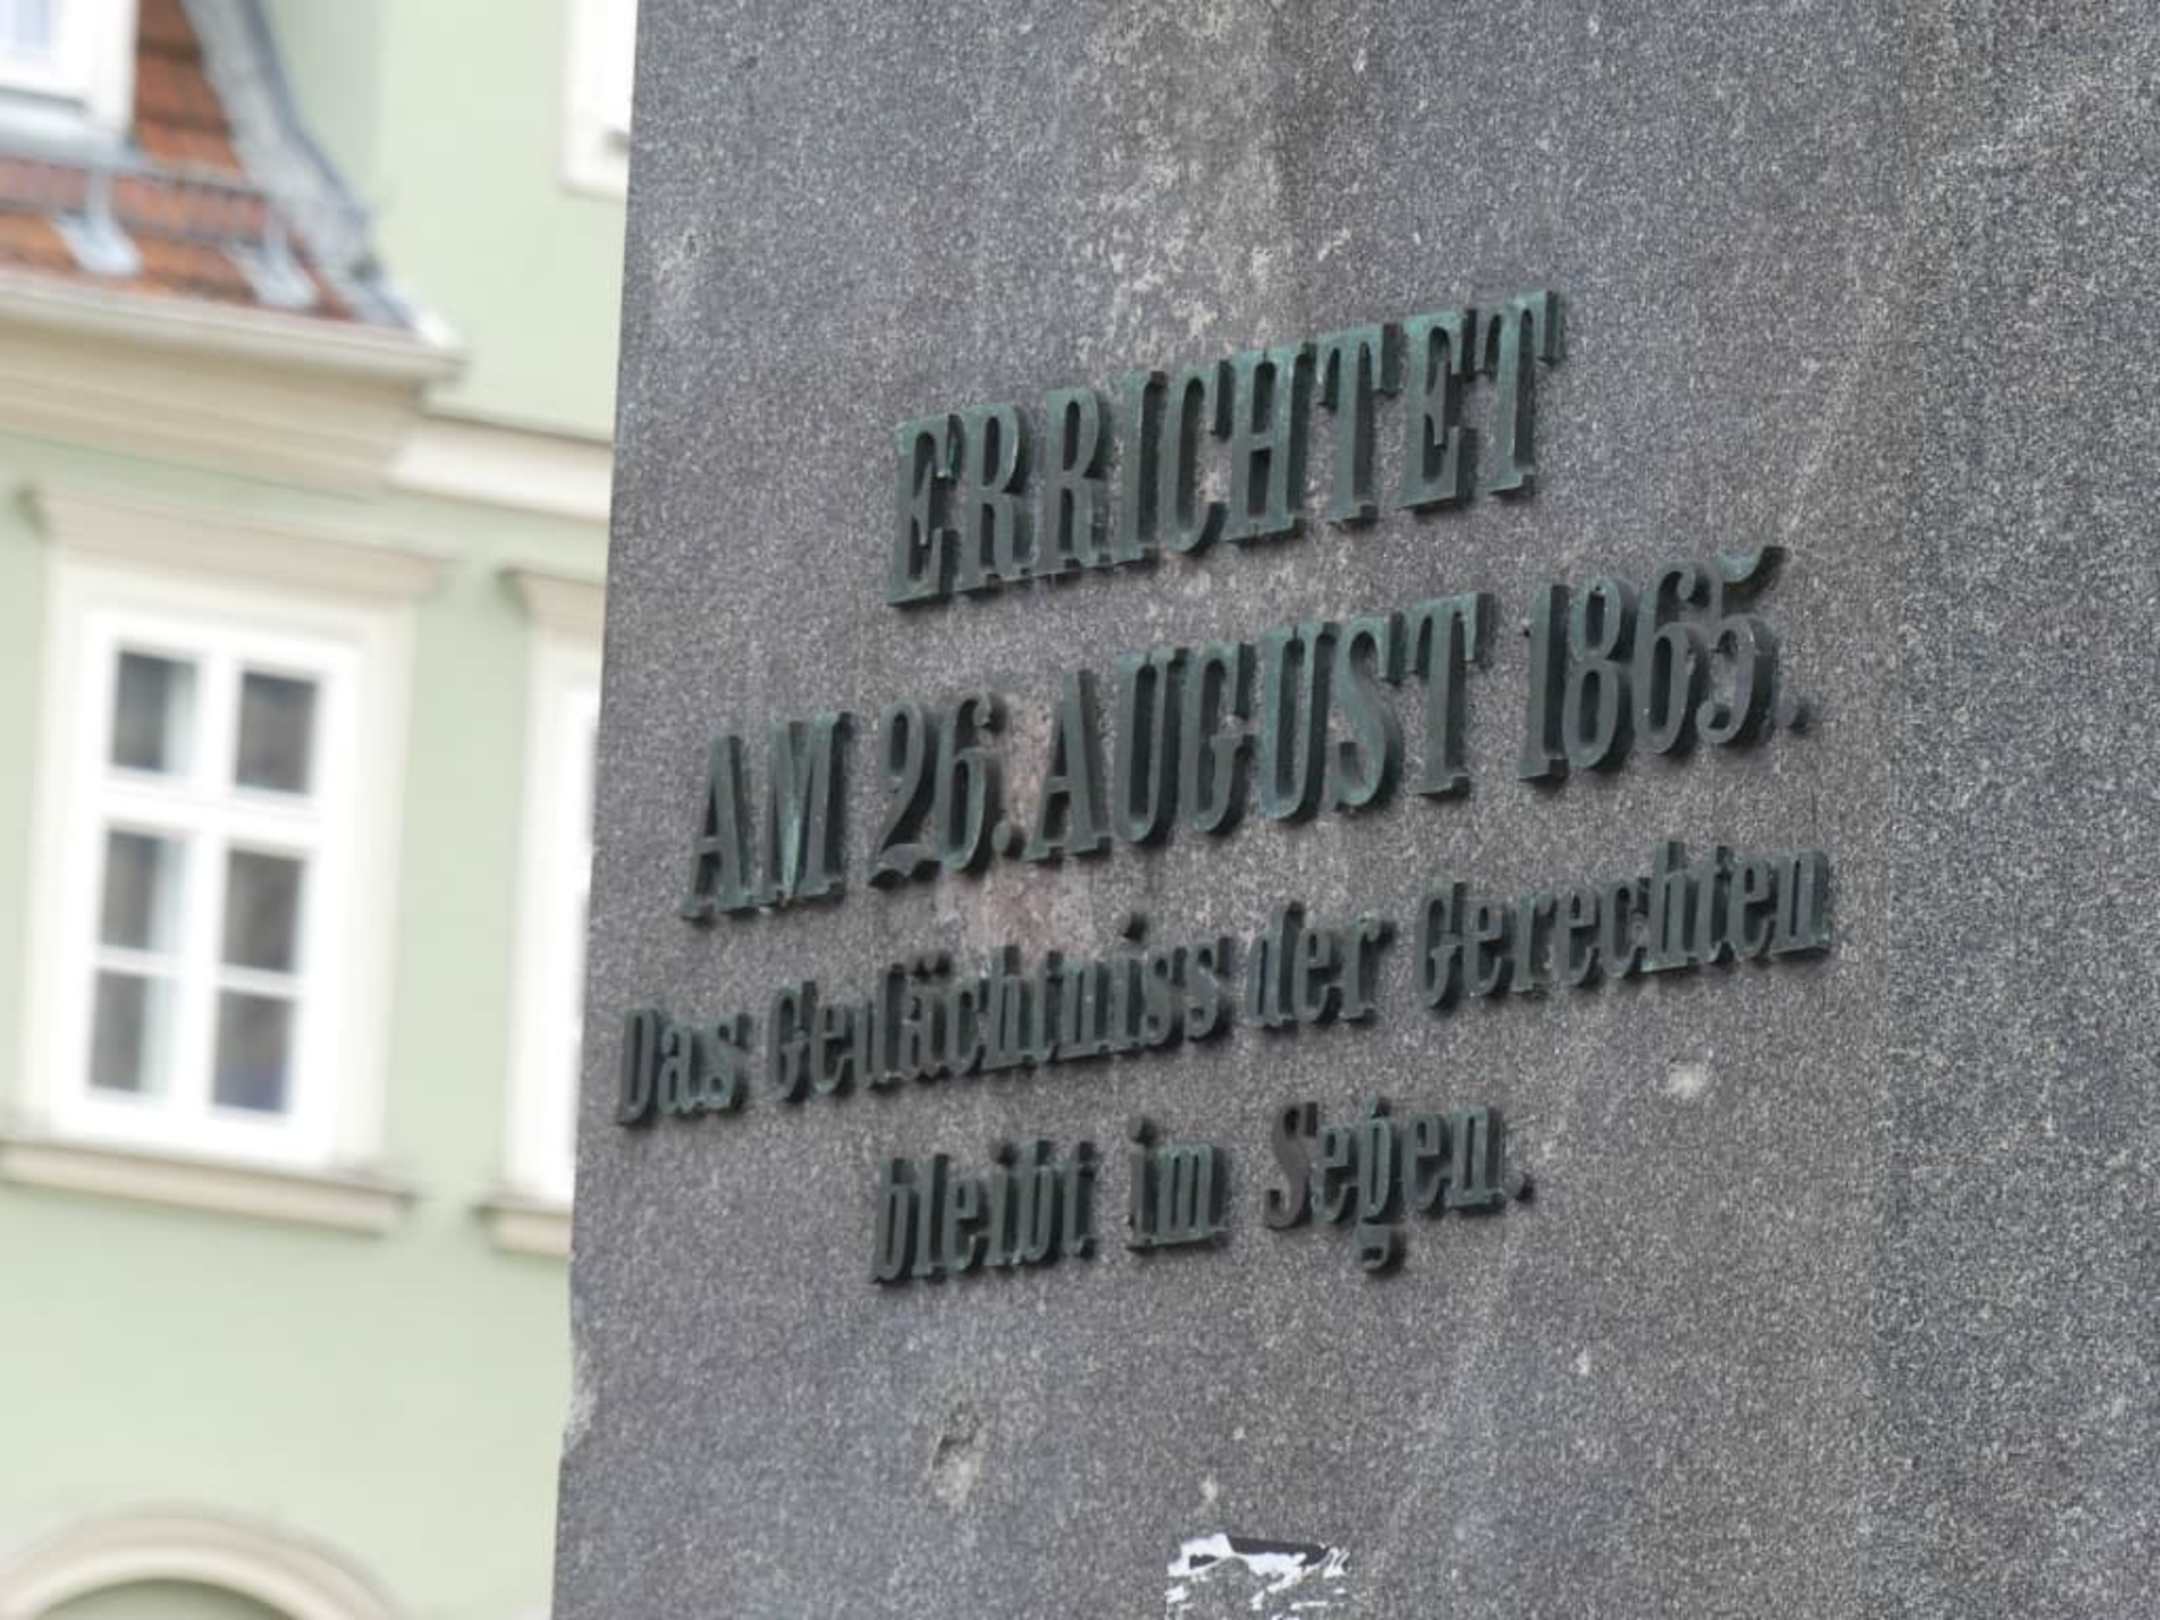 ERRICHTET
AM 26. AUGUST 1865.
Das Gedächtniss der Gerechten
bleibt im Segen.